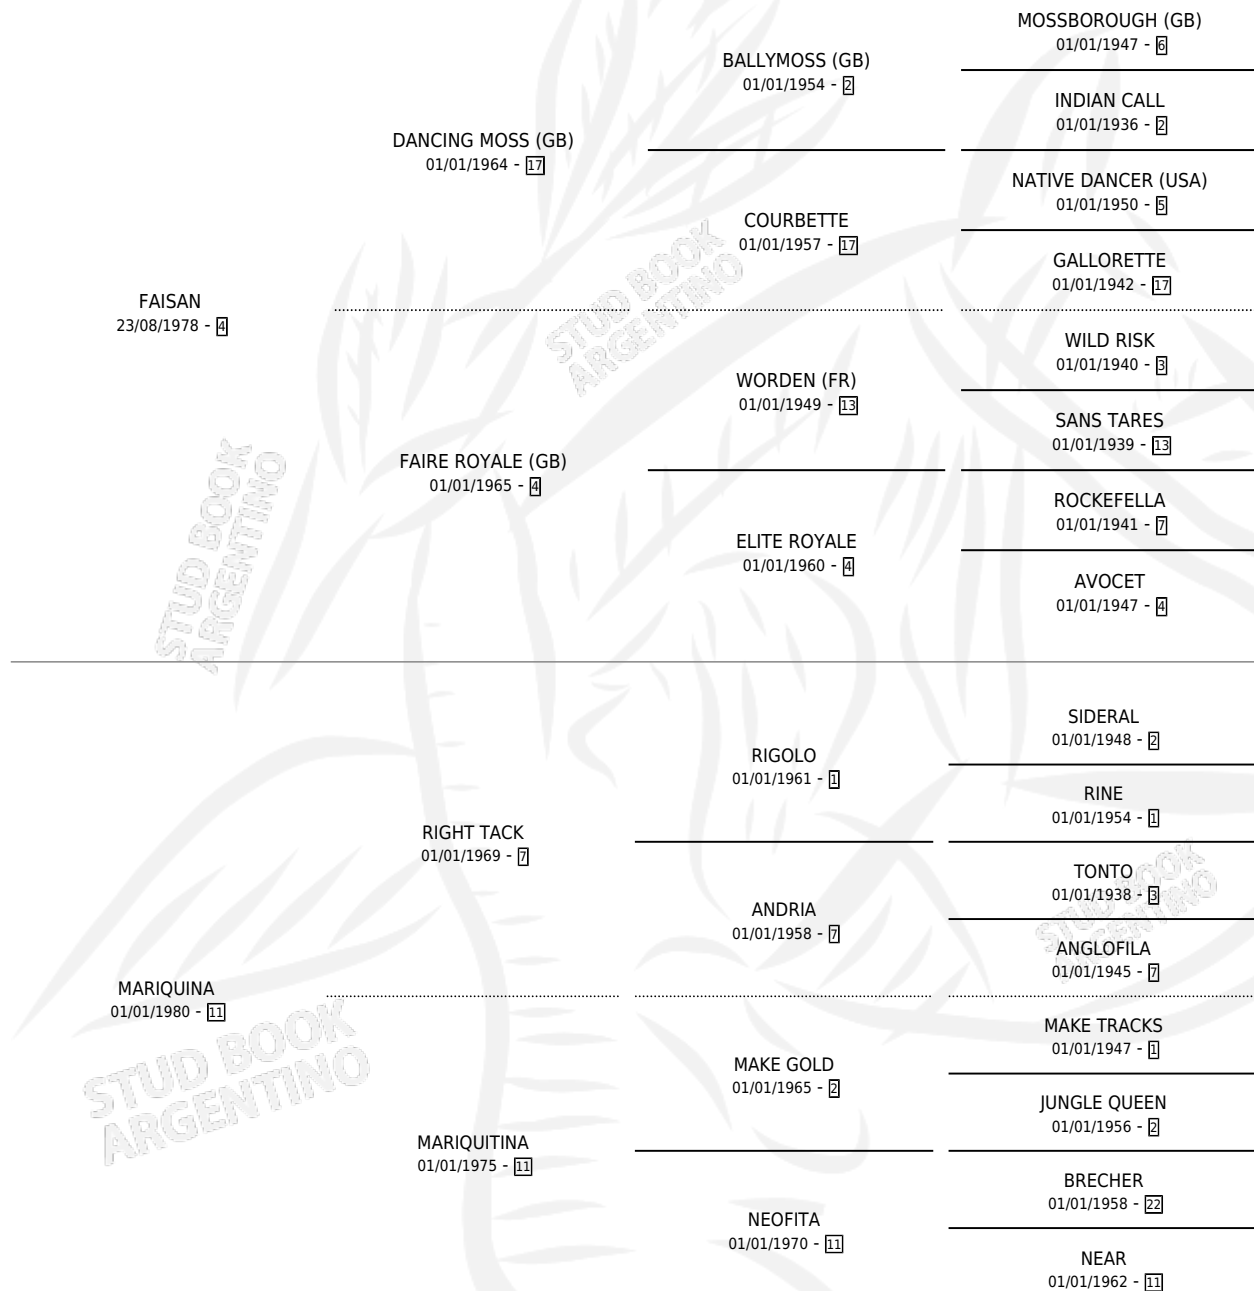 MOSSBOROUGH (GB)
01/01/1947 - 6
BALLYMOSS (GB)
01/01/1954 - 2
INDIAN CALL
01/01/1936 - 2
DANCING MOSS (GB)
01/01/1964 - 17
NATIVE DANCER (USA)
01/01/1950 - 5
COURBETTE
01/01/1957 - 17
GALLORETTE
01/01/1942 - 17
FAISAN
23/08/1978 - 4
STUD BOOK
ARGENTINO
WILD RISK
01/01/1940 - 3
WORDEN (FR)
01/01/1949 - 13
SANS TARES
01/01/1939 - 13
FAIRE ROYALE (GB)
01/01/1965 - 4
ROCKEFELLA
01/01/1941 - 7
ELITE ROYALE
01/01/1960 - 4
AVOCET
01/01/1947 - 4
STUD BOOK
ARGENTINO
SIDERAL
01/01/1948 - 2
RIGOLO
01/01/1961 - 1
RINE
01/01/1954 - 1
RIGHT TACK
01/01/1969 - 7
TONTO
01/01/1938 - 3
ANDRIA
01/01/1958 - 7
STUD BOOK
ARGENTINO
ANGLOFILA
01/01/1945 - 7
MARIQUINA
01/01/1980 - 11
MAKE TRACKS
01/01/1947 - 1
MAKE GOLD
01/01/1965 - 2
JUNGLE QUEEN
01/01/1956 - 2
STUD BOOK
ARGENTINO
MARIQUITINA
01/01/1975 - 11
BRECHER
01/01/1958 - 22
NEOFITA
01/01/1970 - 11
NEAR
01/01/1962 - 11